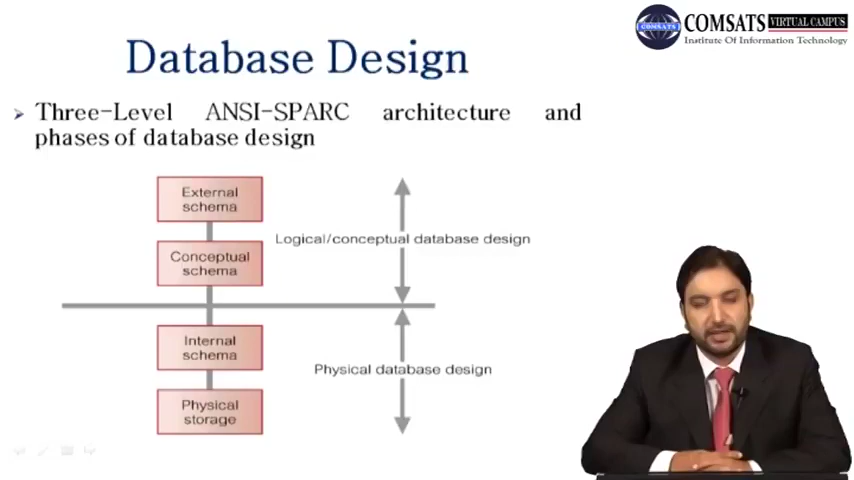 COMSATS VIRTUAL CAMPUS
COMSATS
Institute Of Information Technology
Database Design
Three-Level ANSI-SPARC architecture and
phases of database design
External
schema
Logical/conceptual database design
Conceptual
schema
Internal
schema
Physical database design
Physical
storage